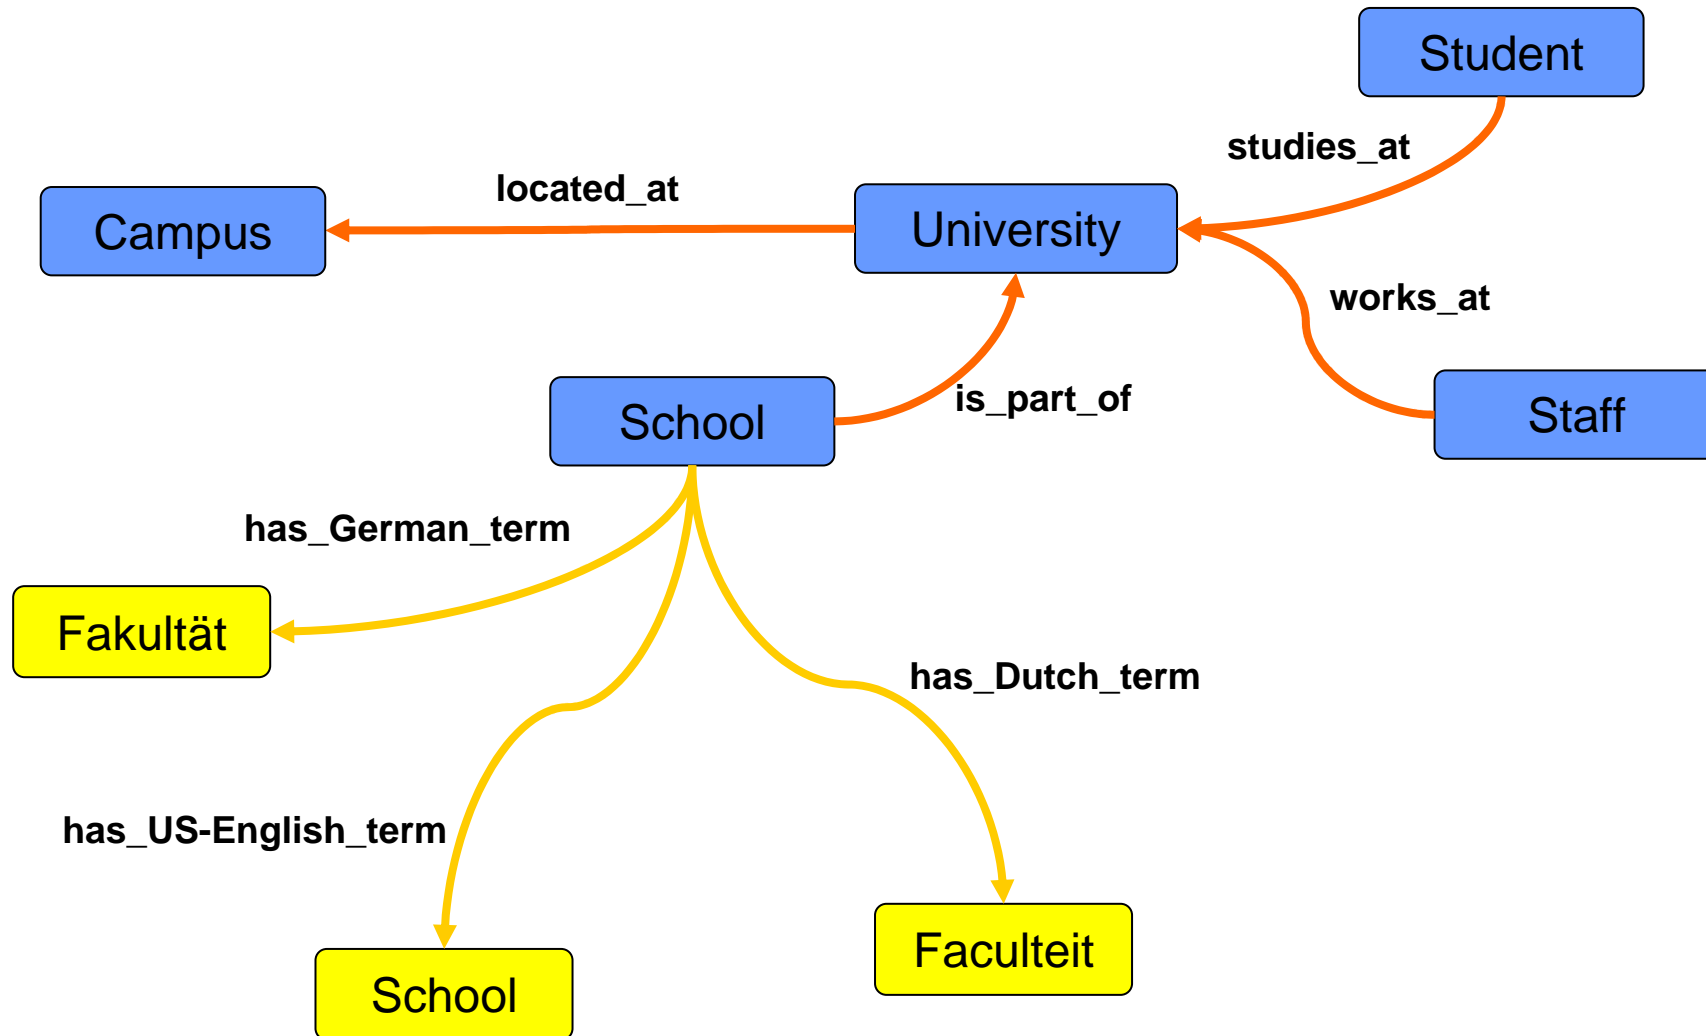 Student
studies_at
located_at
Campus
University
works_at
is_part_of
School
Staff
has_German_term
Fakultät
has_Dutch_term
has_US-English_term
Faculteit
School